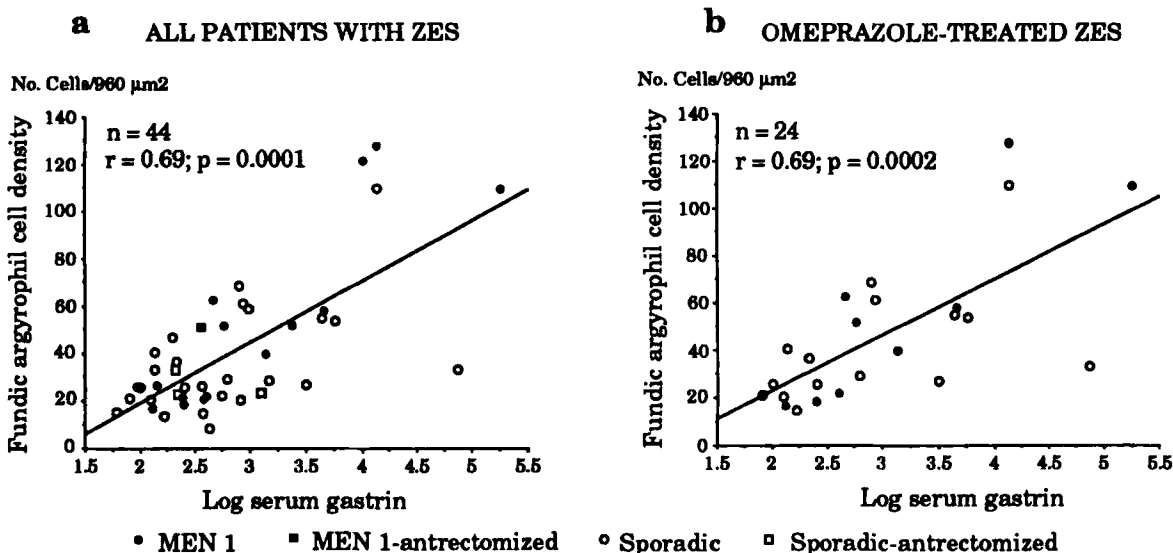 a ALL PATIENTS WITH ZES
No. Cells/960 µm2
Fundic argyrophil cell density
140
120
100
80
60
40
20
0
n = 44
r = 0.69; p = 0.0001
1.5 2 2.5 3 3.5 4 4.5 5 5.5
Log serum gastrin
b OMEPRAZOLE-TREATED ZES
No. Cells/960 µm2
Fundic argyrophil cell density
140
120
100
80
60
40
20
0
n = 24
r = 0.69; p = 0.0002
1.5 2 2.5 3 3.5 4 4.5 5 5.5
Log serum gastrin
MEN 1 MEN 1-antrectomized Sporadic Sporadic-antrectomized